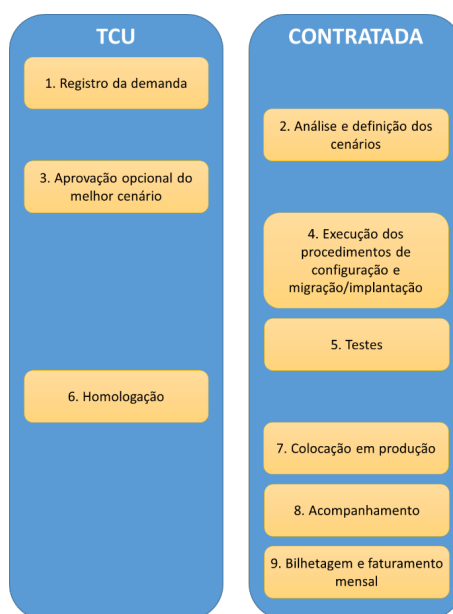 TCU
1. Registro da demanda
3. Aprovação opcional do
melhor cenário
6. Homologação
CONTRATADA
2. Análise e definição dos
cenários
4. Execução dos
procedimentos de
configuração e
migração/implantação
5. Testes
7. Colocação em produção
8. Acompanhamento
9. Bilhetagem e faturamento
mensal